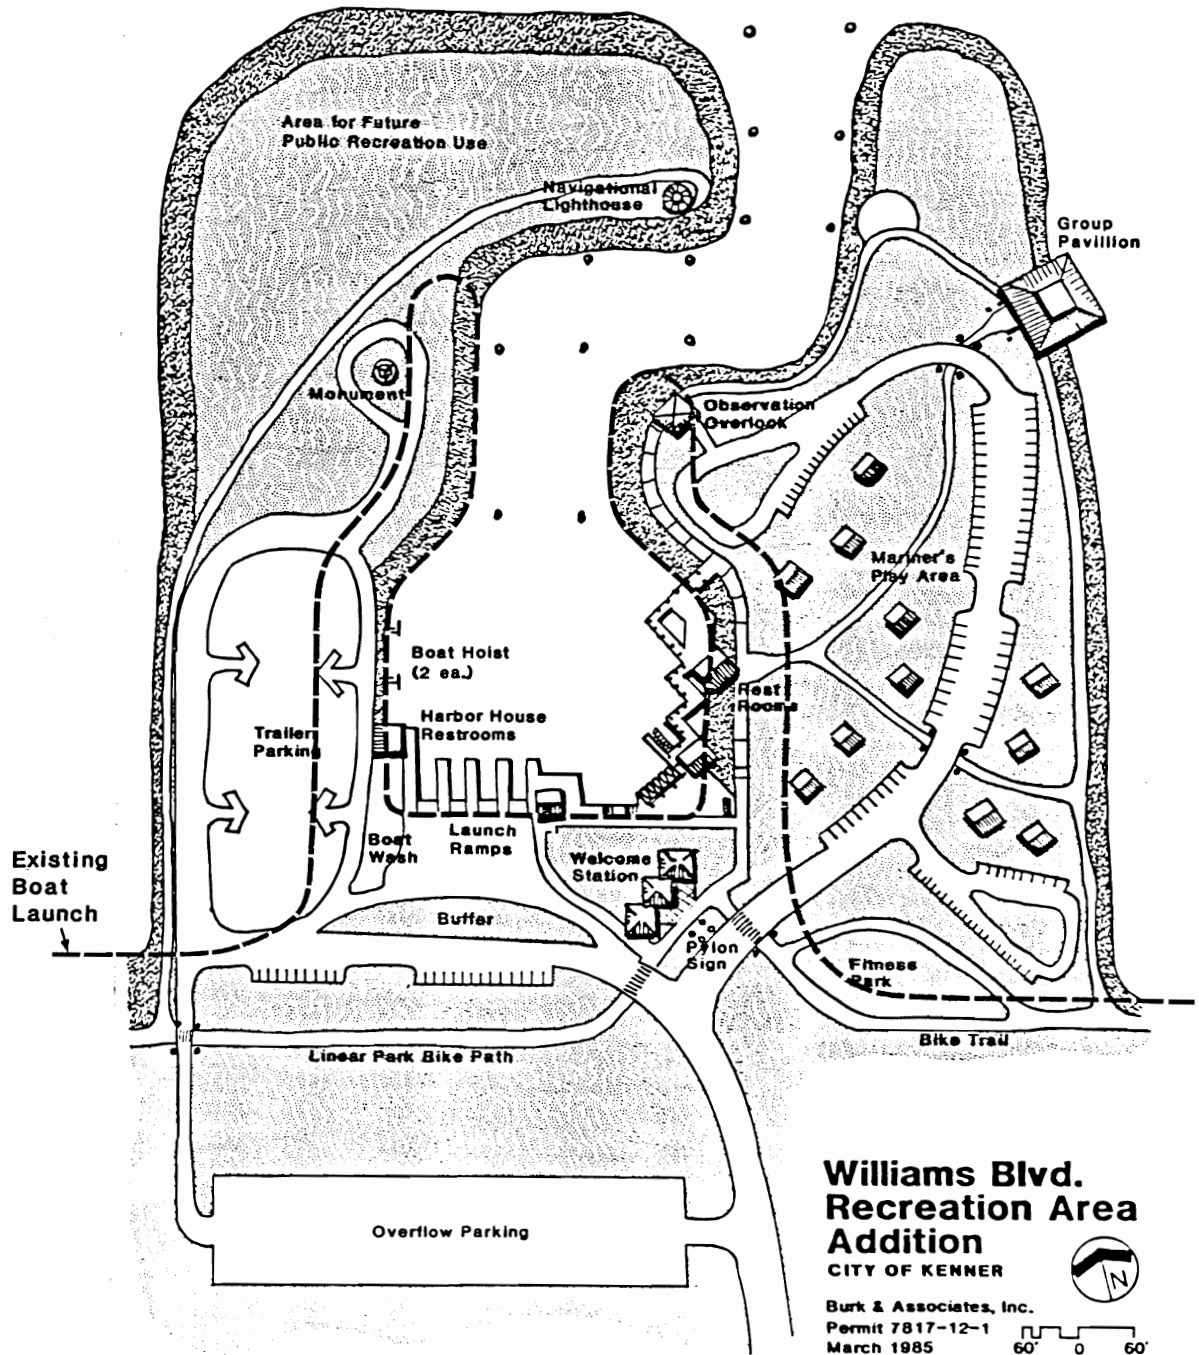 Area for Future
Public Recreation Use
Navigational
Lighthouse
Group
Pavillion
Monument
Observation
Overlook
Mariner's
Play Area
Boat Hoist
(2 ea.)
Rest
Rooms
Harbor House
Restrooms
Trailer
Parking
Launch
Ramps
Boat
Wash
Welcome
Station
Existing
Boat
Launch
Buffer
Pylon
Sign
Fitness
Park
Bike Trail
Linear Park Bike Path
Overflow Parking
Williams Blvd.
Recreation Area
Addition
CITY OF KENNER
N
Burk & Associates, Inc.
Permit 7817-12-1
March 1985
60' 0 60'